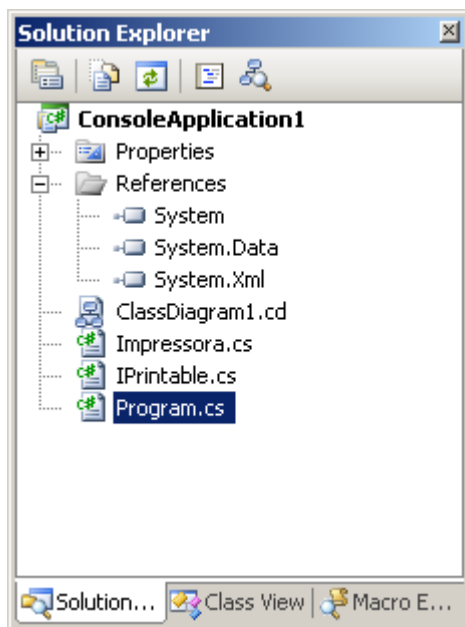 Solution Explorer
ConsoleApplication1
Properties
References
System
System.Data
System.Xml
ClassDiagram1.cd
Impressora.cs
IPrintable.cs
Program.cs
Solution... Class View Macro E...